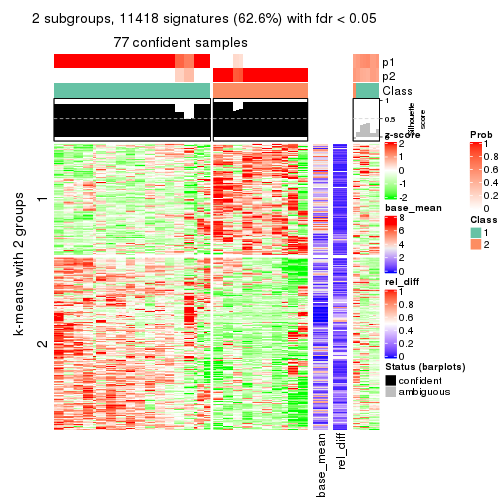 2 subgroups, 11418 signatures (62.6%) with fdr < 0.05
77 confident samples
p1
p2
Class
1
0.5
0
Silhouette
score
k-means with 2 groups
1
2
base_mean
rel_diff
z-score
2
1
0
-1
-2
base_mean
8
6
4
2
0
rel_diff
1
0.8
0.6
0.4
0.2
0
Status (barplots)
confident
ambiguous
Prob
1
0.8
0.6
0.4
0.2
0
Class
1
2